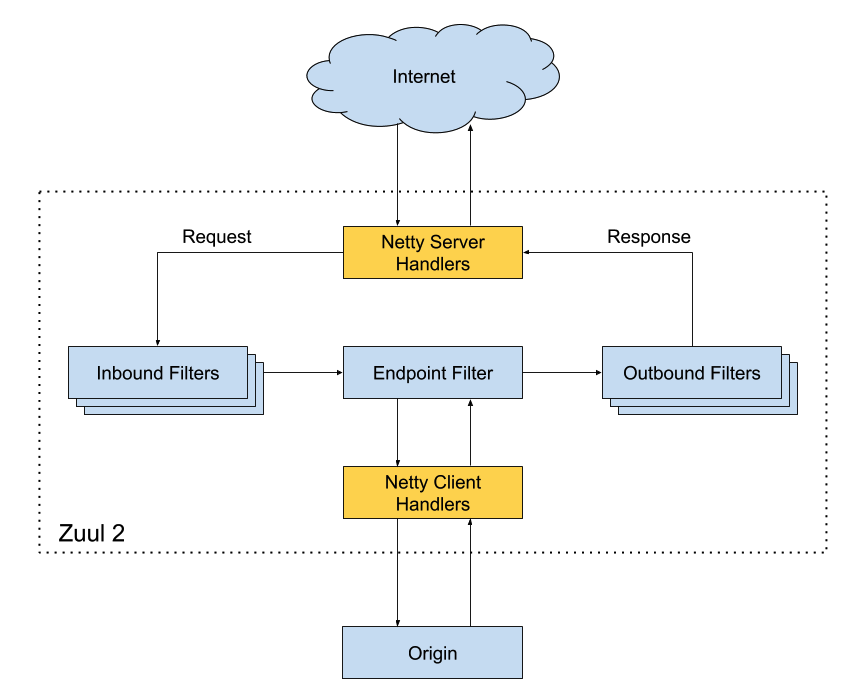 Internet
Request
Netty Server
Handlers
Response
Inbound Filters
Endpoint Filter
Outbound Filters
Netty Client
Handlers
Zuul 2
Origin